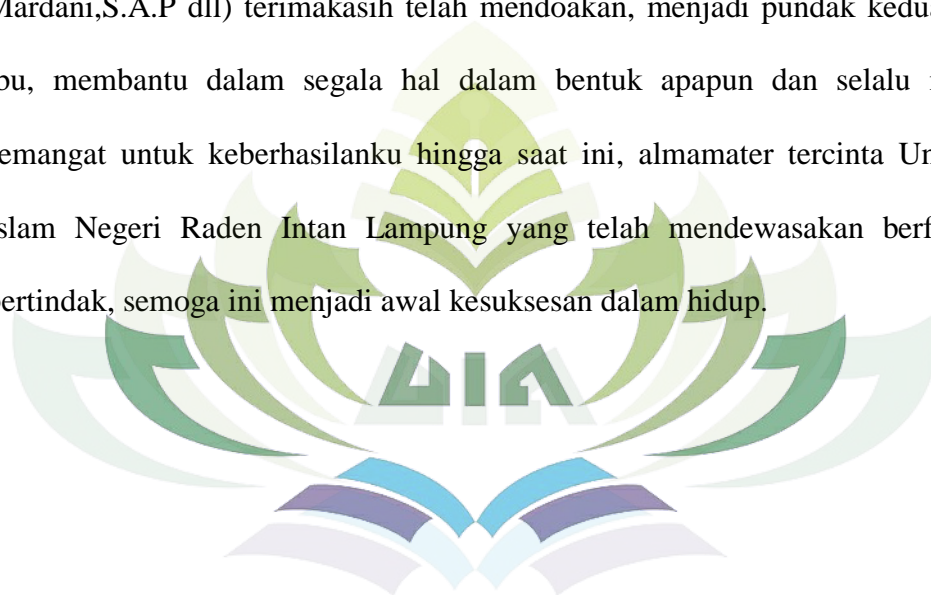 Mardani,S.A.P dll) terimakasih telah mendoakan, menjadi pundak kedua
bu, membantu dalam segala hal dalam bentuk apapun dan selalu
emangat untuk keberhasilanku hingga saat ini, almamater tercinta Un
slam Negeri Raden Intan Lampung yang telah mendewasakan berf
bertindak, semoga ini menjadi awal kesuksesan dalam hidup.
UIN